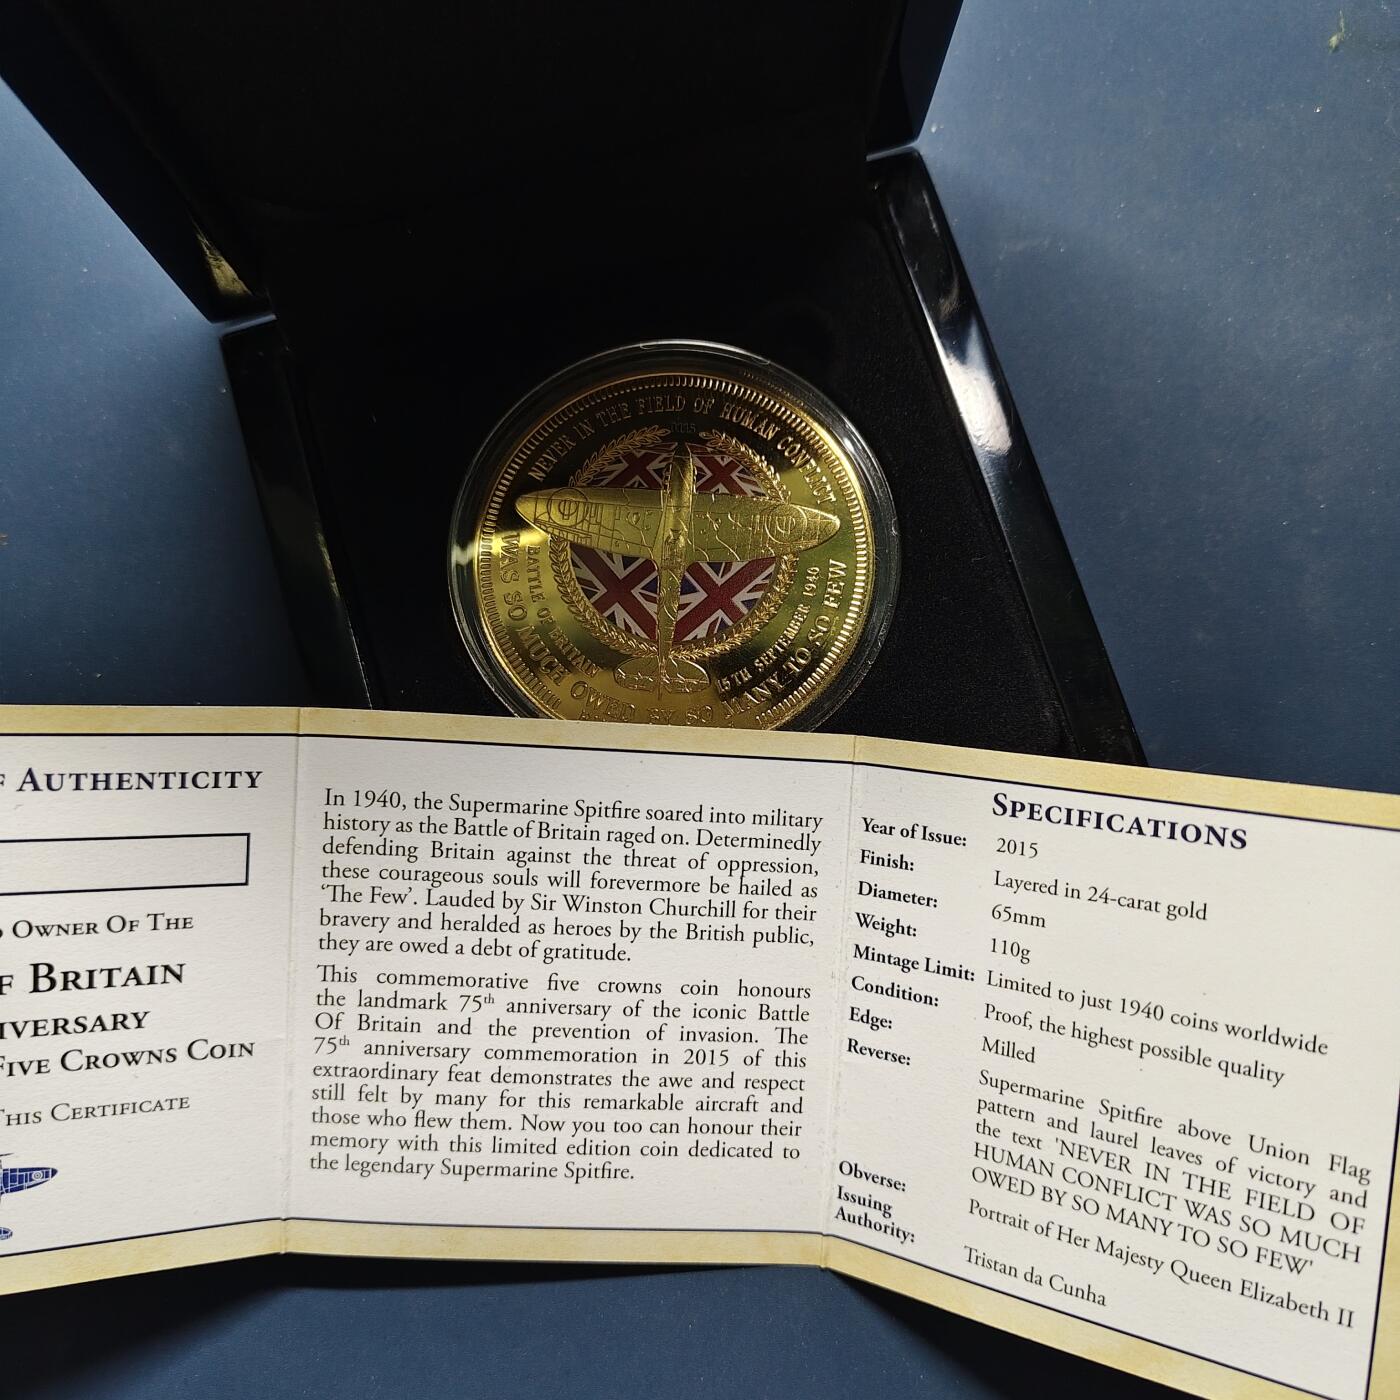 NEVER IN THE FIELD OF HUMAN CONFLICT
WAS SO MUCH OWED BY SO MANY TO SO FEW
BATTLE OF BRITAIN
15TH SEPTEMBER 1940
F AUTHENTICITY
OWNER OF THE
F BRITAIN
IVERSARY
FIVE CROWNS COIN
THIS CERTIFICATE
In 1940, the Supermarine Spitfire soared into military
history as the Battle of Britain raged on. Determinedly
defending Britain against the threat of oppression,
these courageous souls will forevermore be hailed as
'The Few'. Lauded by Sir Winston Churchill for their
bravery and heralded as heroes by the British public,
they are owed a debt of gratitude.
This commemorative five crowns coin honours
the landmark 75th anniversary of the iconic Battle
Of Britain and the prevention of invasion. The
75th anniversary commemoration in 2015 of this
extraordinary feat demonstrates the awe and respect
still felt by many for this remarkable aircraft and
those who flew them. Now you too can honour their
memory with this limited edition coin dedicated to
the legendary Supermarine Spitfire.
SPECIFICATIONS
Year of Issue: 2015
Finish: Layered in 24-carat gold
Diameter: 65mm
Weight: 110g
Mintage Limit: Limited to just 1940 coins worldwide
Condition: Proof, the highest possible quality
Edge: Milled
Reverse: Supermarine Spitfire above Union Flag
pattern and laurel leaves of victory and
the text 'NEVER IN THE FIELD OF
HUMAN CONFLICT WAS SO MUCH
OWED BY SO MANY TO SO FEW'
Obverse: Portrait of Her Majesty Queen Elizabeth II
Issuing
Authority: Tristan da Cunha